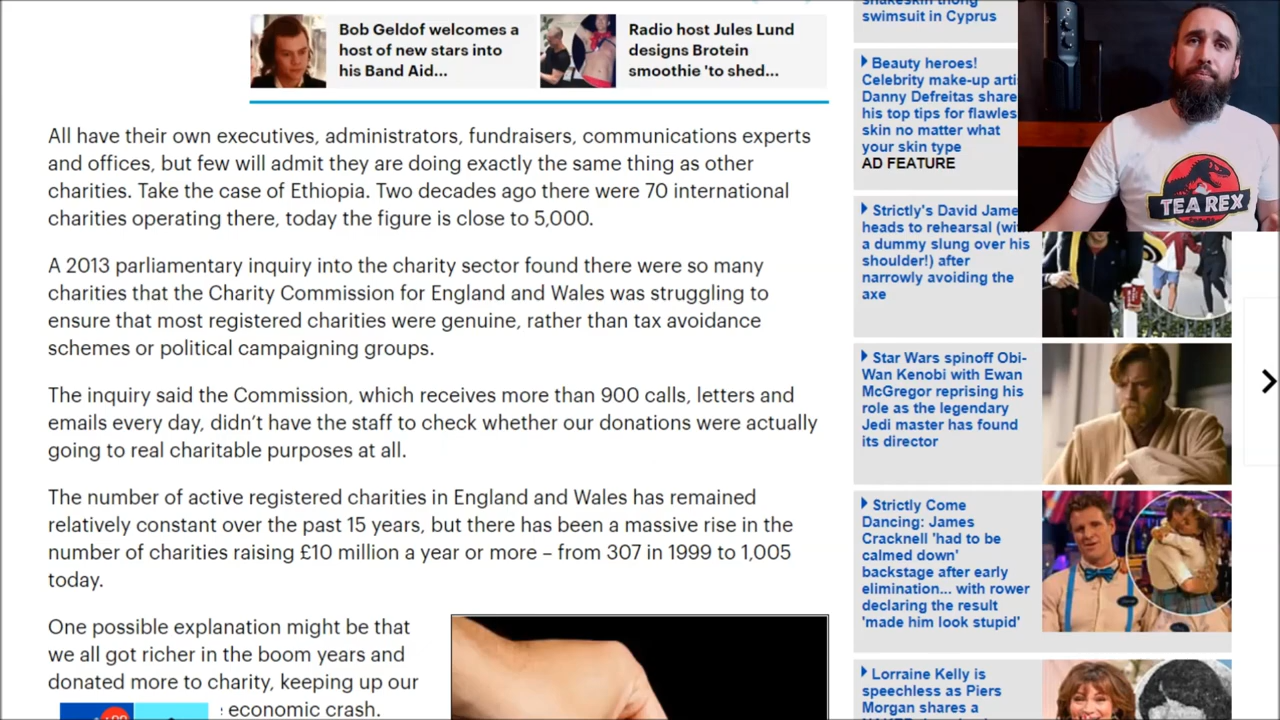 Bob Geldof welcomes a
host of new stars into
his Band Aid...
Radio host Jules Lund
designs Brotein
smoothie 'to shed...
All have their own executives, administrators, fundraisers, communications experts
and offices, but few will admit they are doing exactly the same thing as other
charities. Take the case of Ethiopia. Two decades ago there were 70 international
charities operating there, today the figure is close to 5,000.
A 2013 parliamentary inquiry into the charity sector found there were so many
charities that the Charity Commission for England and Wales was struggling to
ensure that most registered charities were genuine, rather than tax avoidance
schemes or political campaigning groups.
The inquiry said the Commission, which receives more than 900 calls, letters and
emails every day, didn't have the staff to check whether our donations were actually
going to real charitable purposes at all.
The number of active registered charities in England and Wales has remained
relatively constant over the past 15 years, but there has been a massive rise in the
number of charities raising £10 million a year or more – from 307 in 1999 to 1,005
today.
One possible explanation might be that
we all got richer in the boom years and
donated more to charity, keeping up our
economic crash.
swimsuit in Cyprus
Beauty heroes!
Celebrity make-up arti
Danny Defreitas share
his top tips for flawles
skin no matter what
your skin type
AD FEATURE
Strictly's David Jame
heads to rehearsal (wi
a dummy slung over his
shoulder!) after
narrowly avoiding the
axe
Star Wars spinoff Obi-
Wan Kenobi with Ewan
McGregor reprising his
role as the legendary
Jedi master has found
its director
Strictly Come
Dancing: James
Cracknell 'had to be
calmed down'
backstage after early
elimination... with rower
declaring the result
'made him look stupid'
Lorraine Kelly is
speechless as Piers
Morgan shares a
TEA REX